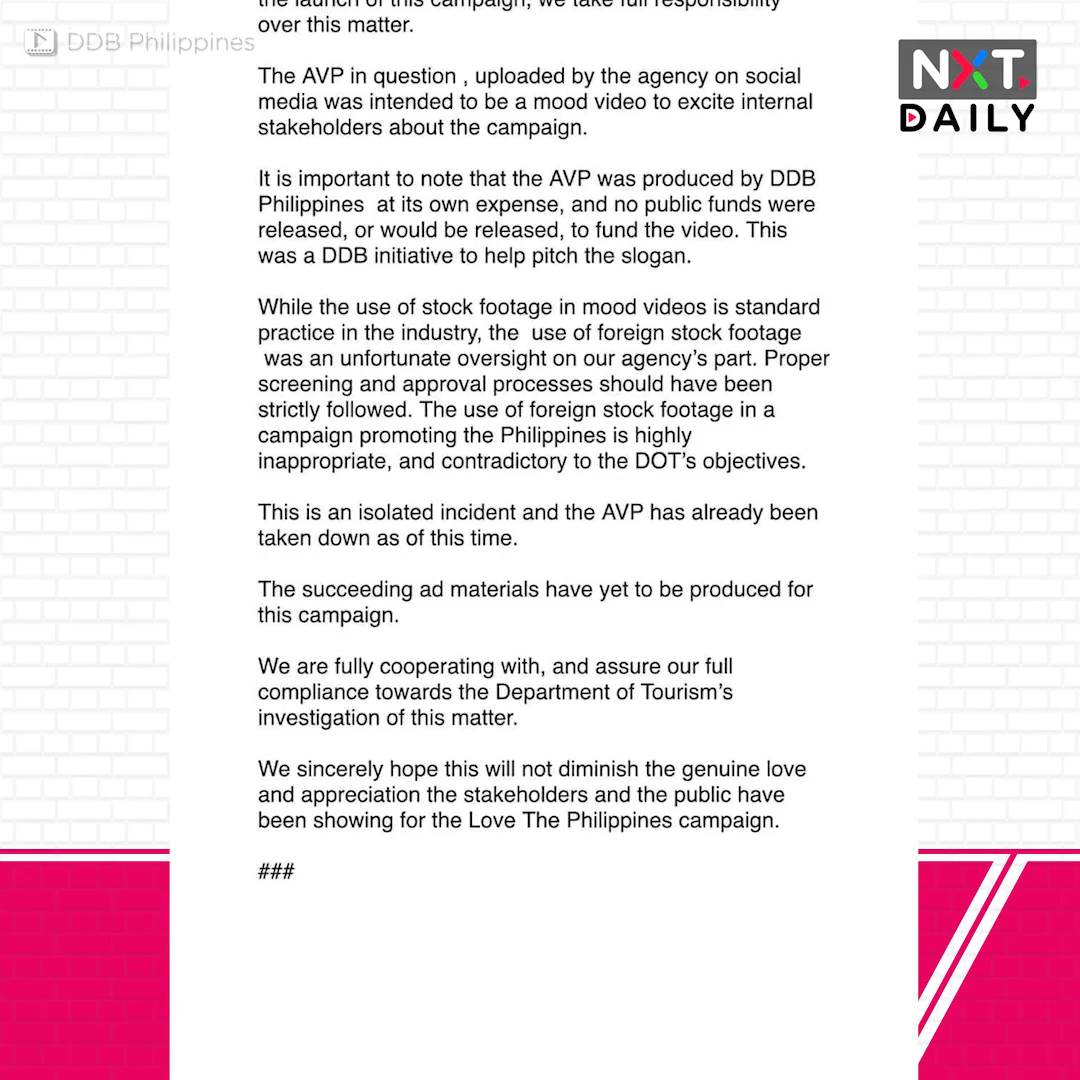 the launch of this campaign, we take full responsibility
over this matter.
DDB Philippines
NXT.
DAILY
The AVP in question , uploaded by the agency on social
media was intended to be a mood video to excite internal
stakeholders about the campaign.
It is important to note that the AVP was produced by DDB
Philippines  at its own expense, and no public funds were
released, or would be released, to fund the video. This
was a DDB initiative to help pitch the slogan.
While the use of stock footage in mood videos is standard
practice in the industry, the  use of foreign stock footage
was an unfortunate oversight on our agency's part. Proper
screening and approval processes should have been
strictly followed. The use of foreign stock footage in a
campaign promoting the Philippines is highly
inappropriate, and contradictory to the DOT's objectives.
This is an isolated incident and the AVP has already been
taken down as of this time.
The succeeding ad materials have yet to be produced for
this campaign.
We are fully cooperating with, and assure our full
compliance towards the Department of Tourism's
investigation of this matter.
We sincerely hope this will not diminish the genuine love
and appreciation the stakeholders and the public have
been showing for the Love The Philippines campaign.
###